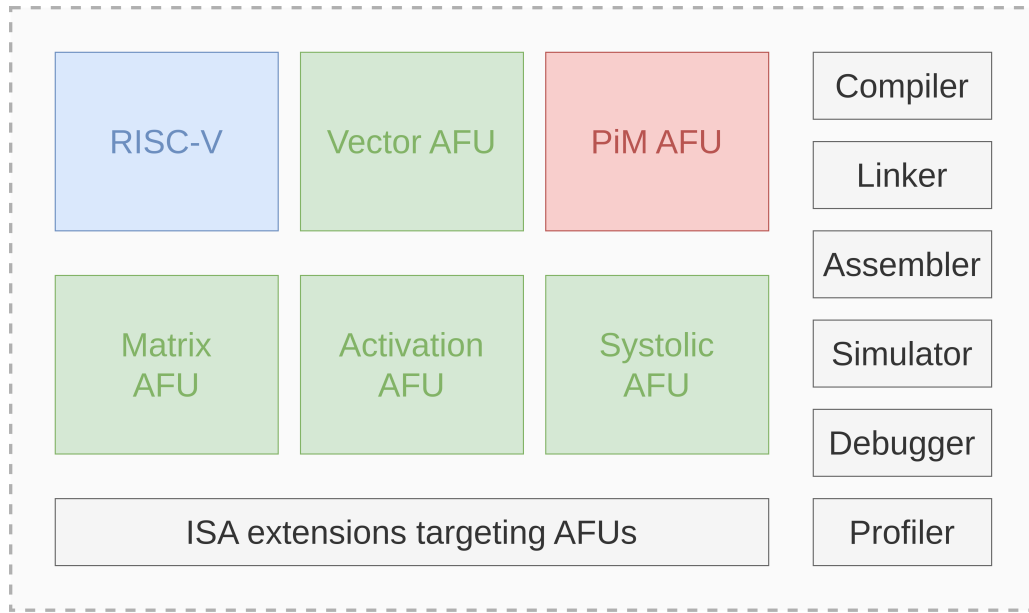 RISC-V
Vector AFU
PiM AFU
Matrix
AFU
Activation
AFU
Systolic
AFU
ISA extensions targeting AFUs
Compiler
Linker
Assembler
Simulator
Debugger
Profiler